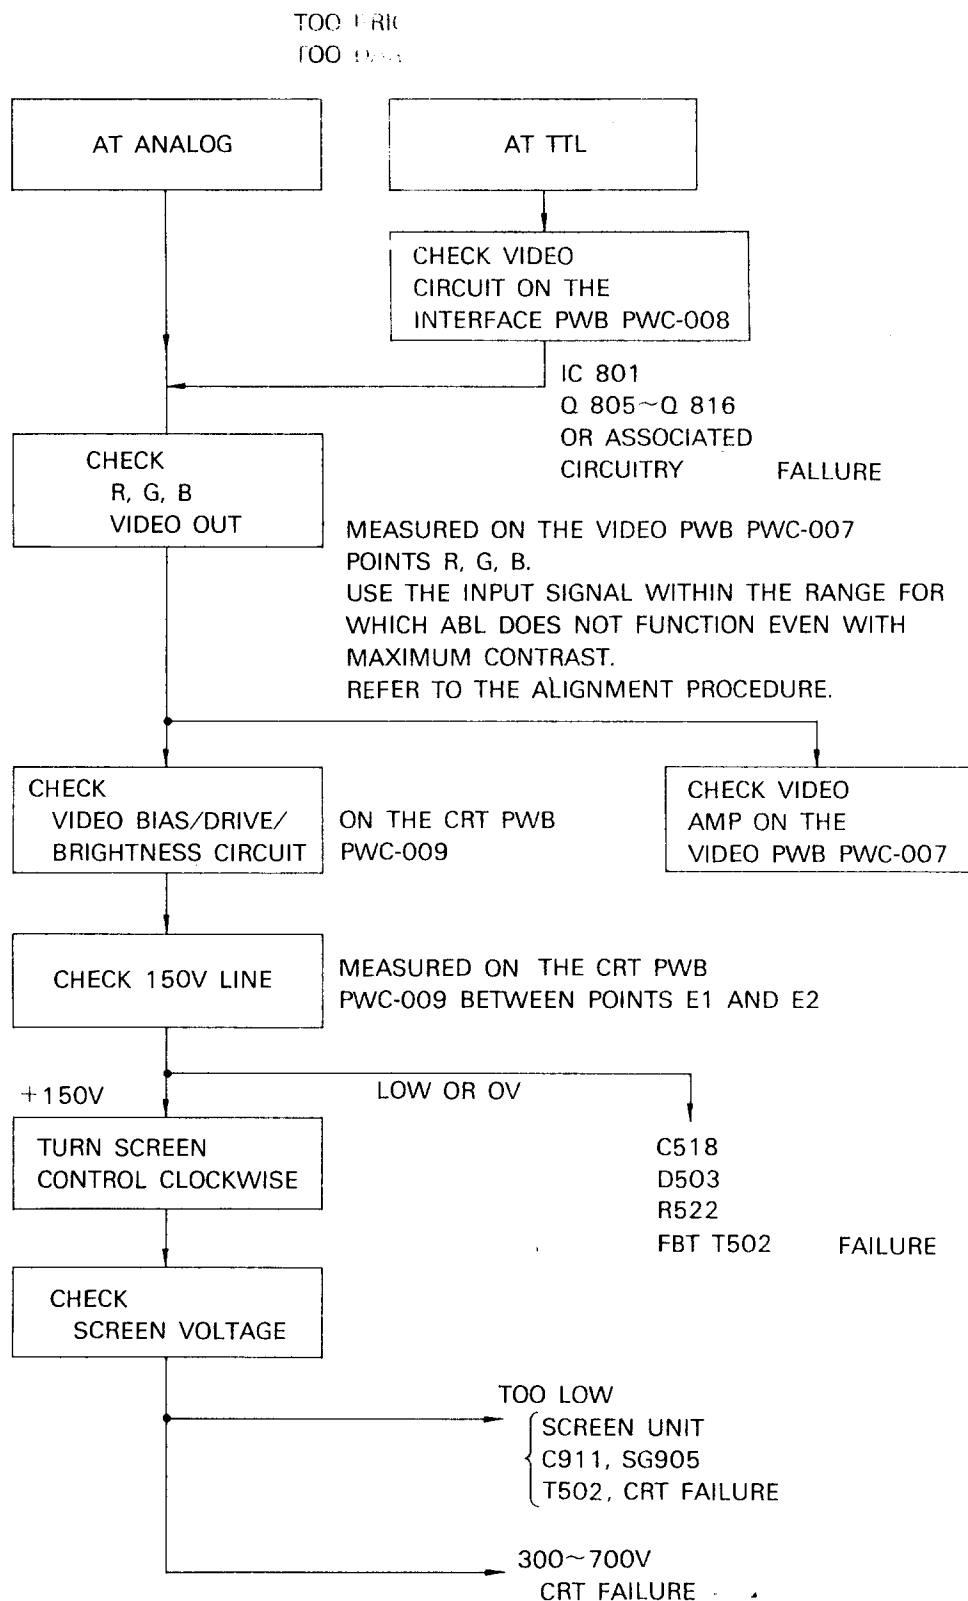 TOO
TOO
AT ANALOG
AT TTL
CHECK VIDEO
CIRCUIT ON THE
INTERFACE PWB PWC-008
IC 801
Q 805~Q 816
OR ASSOCIATED
CIRCUITRY FALLURE
CHECK
R, G, B
VIDEO OUT
MEASURED ON THE VIDEO PWB PWC-007
POINTS R, G, B.
USE THE INPUT SIGNAL WITHIN THE RANGE FOR
WHICH ABL DOES NOT FUNCTION EVEN WITH
MAXIMUM CONTRAST.
REFER TO THE ALIGNMENT PROCEDURE.
CHECK
VIDEO BIAS/DRIVE/
BRIGHTNESS CIRCUIT
ON THE CRT PWB
PWC-009
CHECK VIDEO
AMP ON THE
VIDEO PWB PWC-007
CHECK 150V LINE
MEASURED ON THE CRT PWB
PWC-009 BETWEEN POINTS E1 AND E2
+150V
LOW OR 0V
TURN SCREEN
CONTROL CLOCKWISE
C518
D503
R522
FBT T502 FAILURE
CHECK
SCREEN VOLTAGE
TOO LOW
SCREEN UNIT
C911, SG905
T502, CRT FAILURE
300~700V
CRT FAILURE